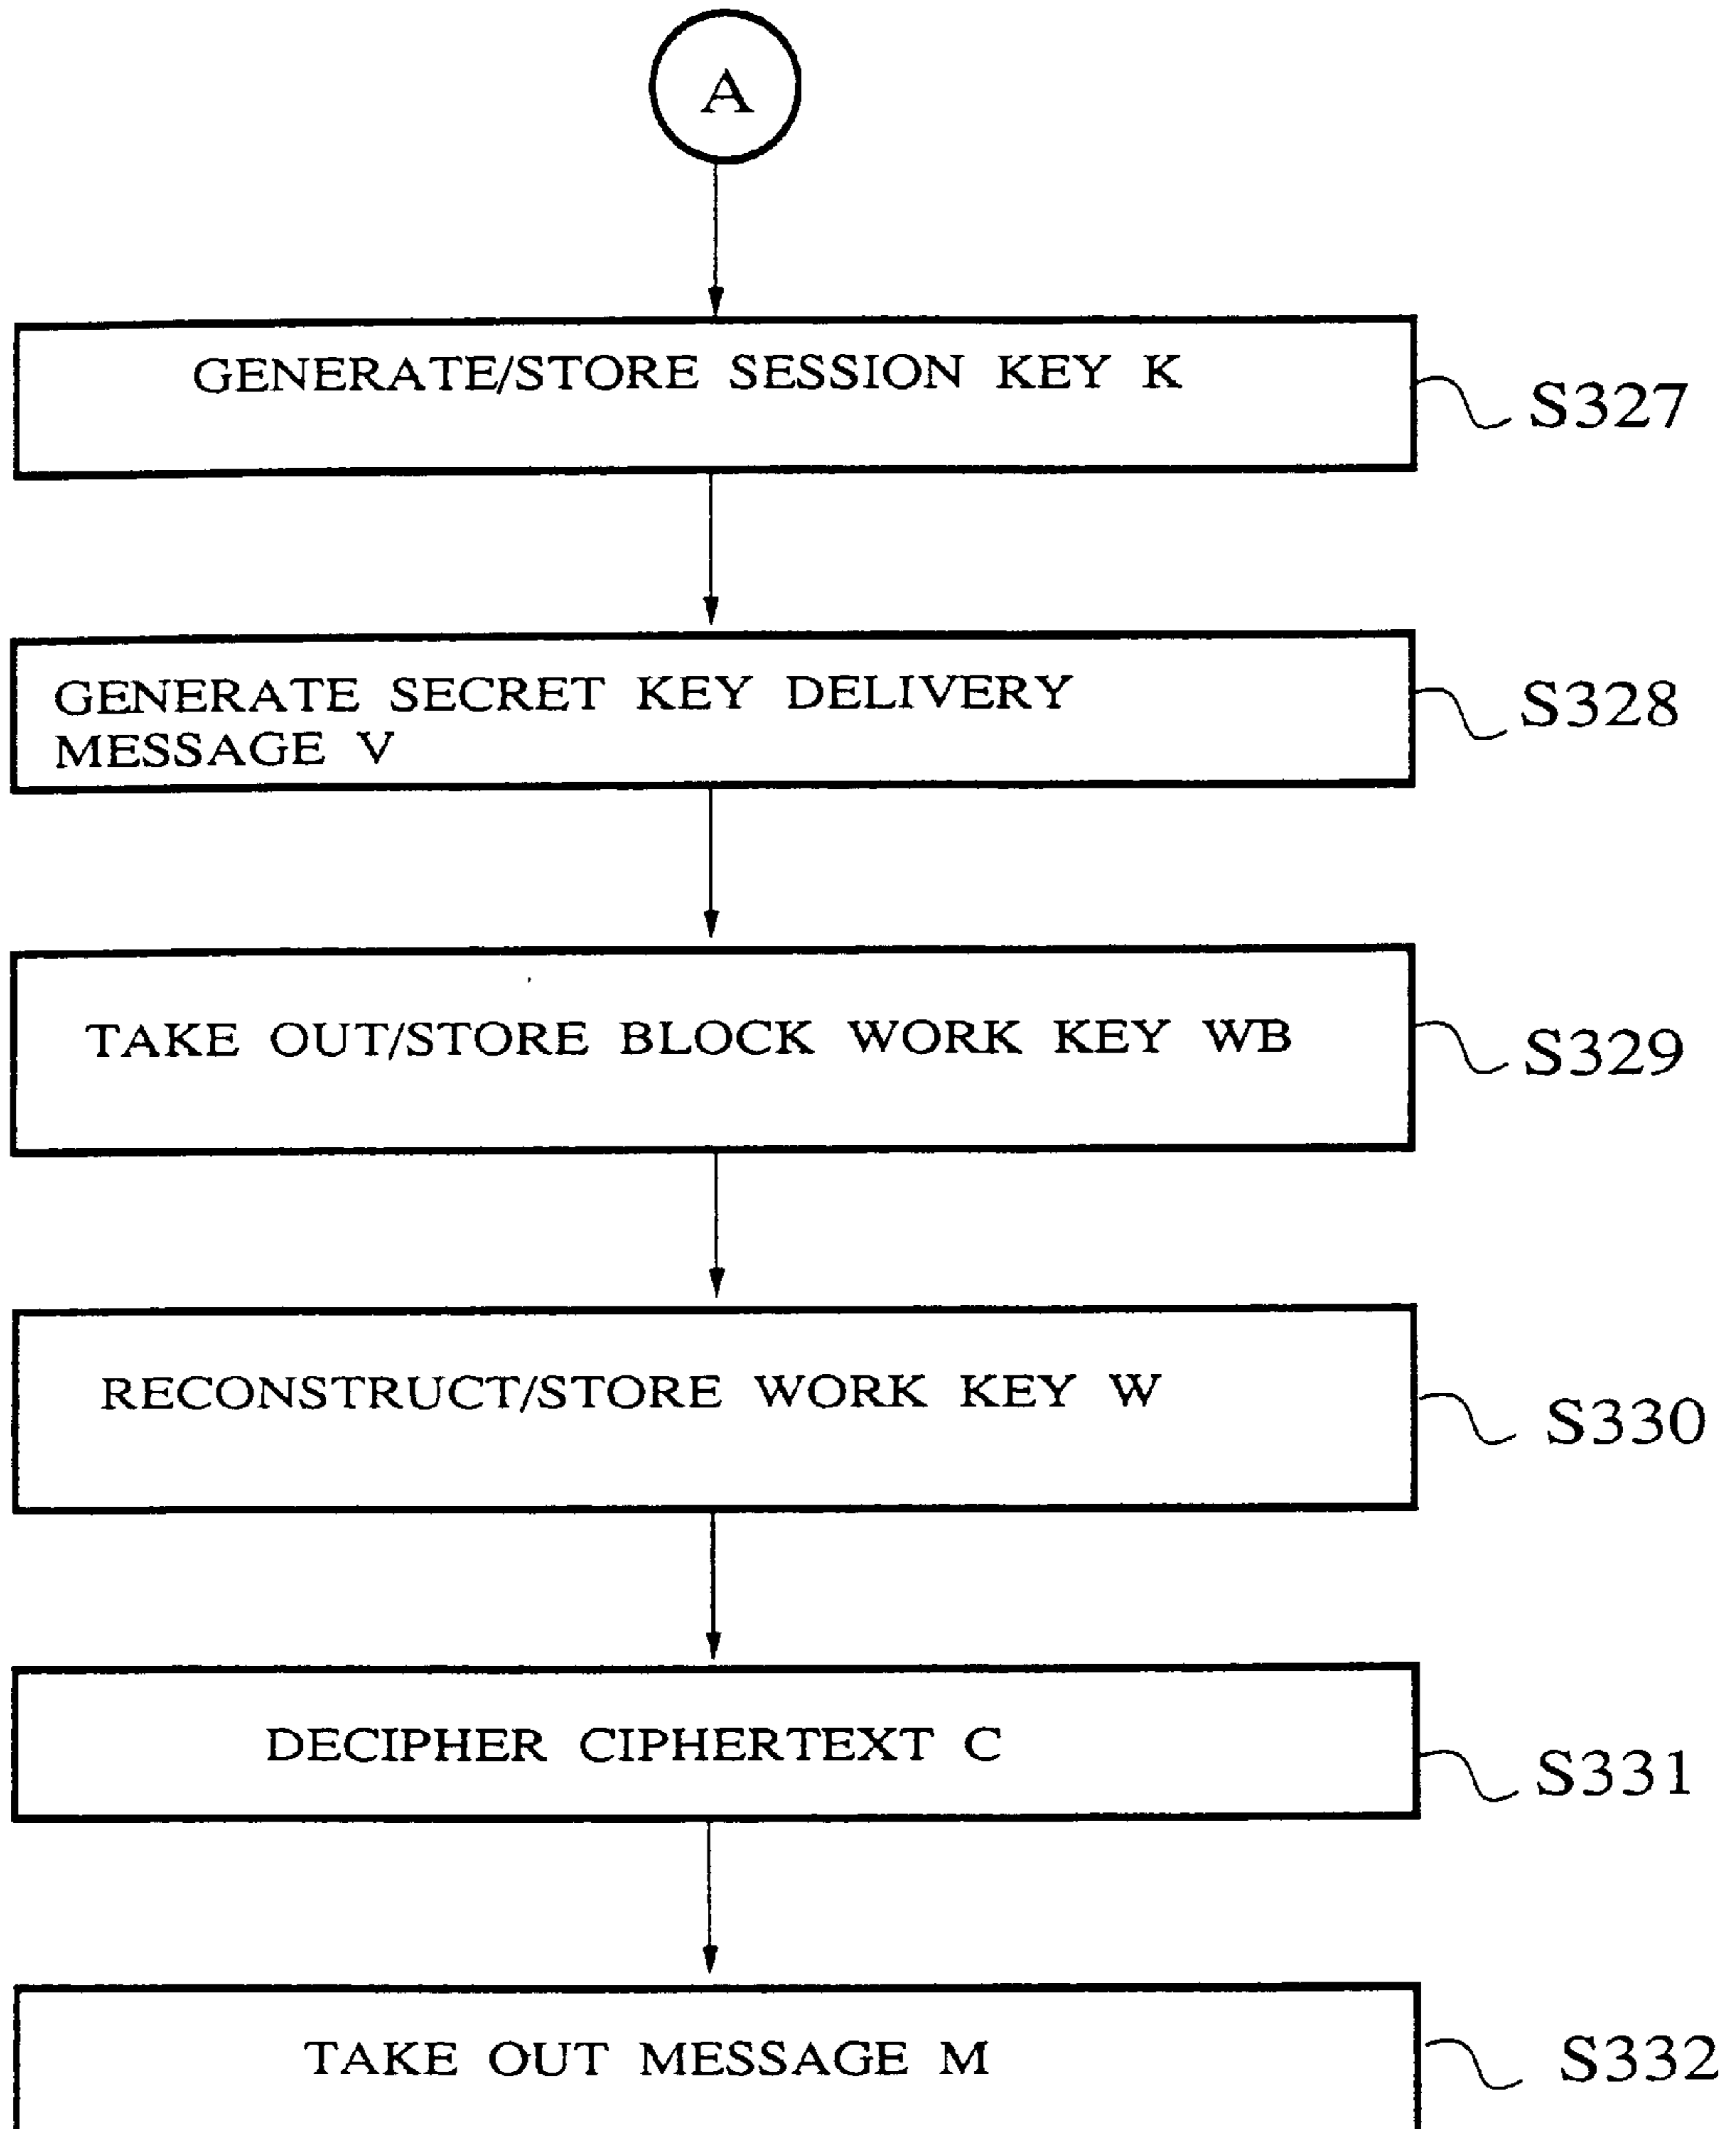 A
GENERATE/STORE SESSION KEY K
S327
GENERATE SECRET KEY DELIVERY
MESSAGE V
S328
TAKE OUT/STORE BLOCK WORK KEY WB
S329
RECONSTRUCT/STORE WORK KEY W
S330
DECIPHER CIPHERTEXT C
S331
TAKE OUT MESSAGE M
S332